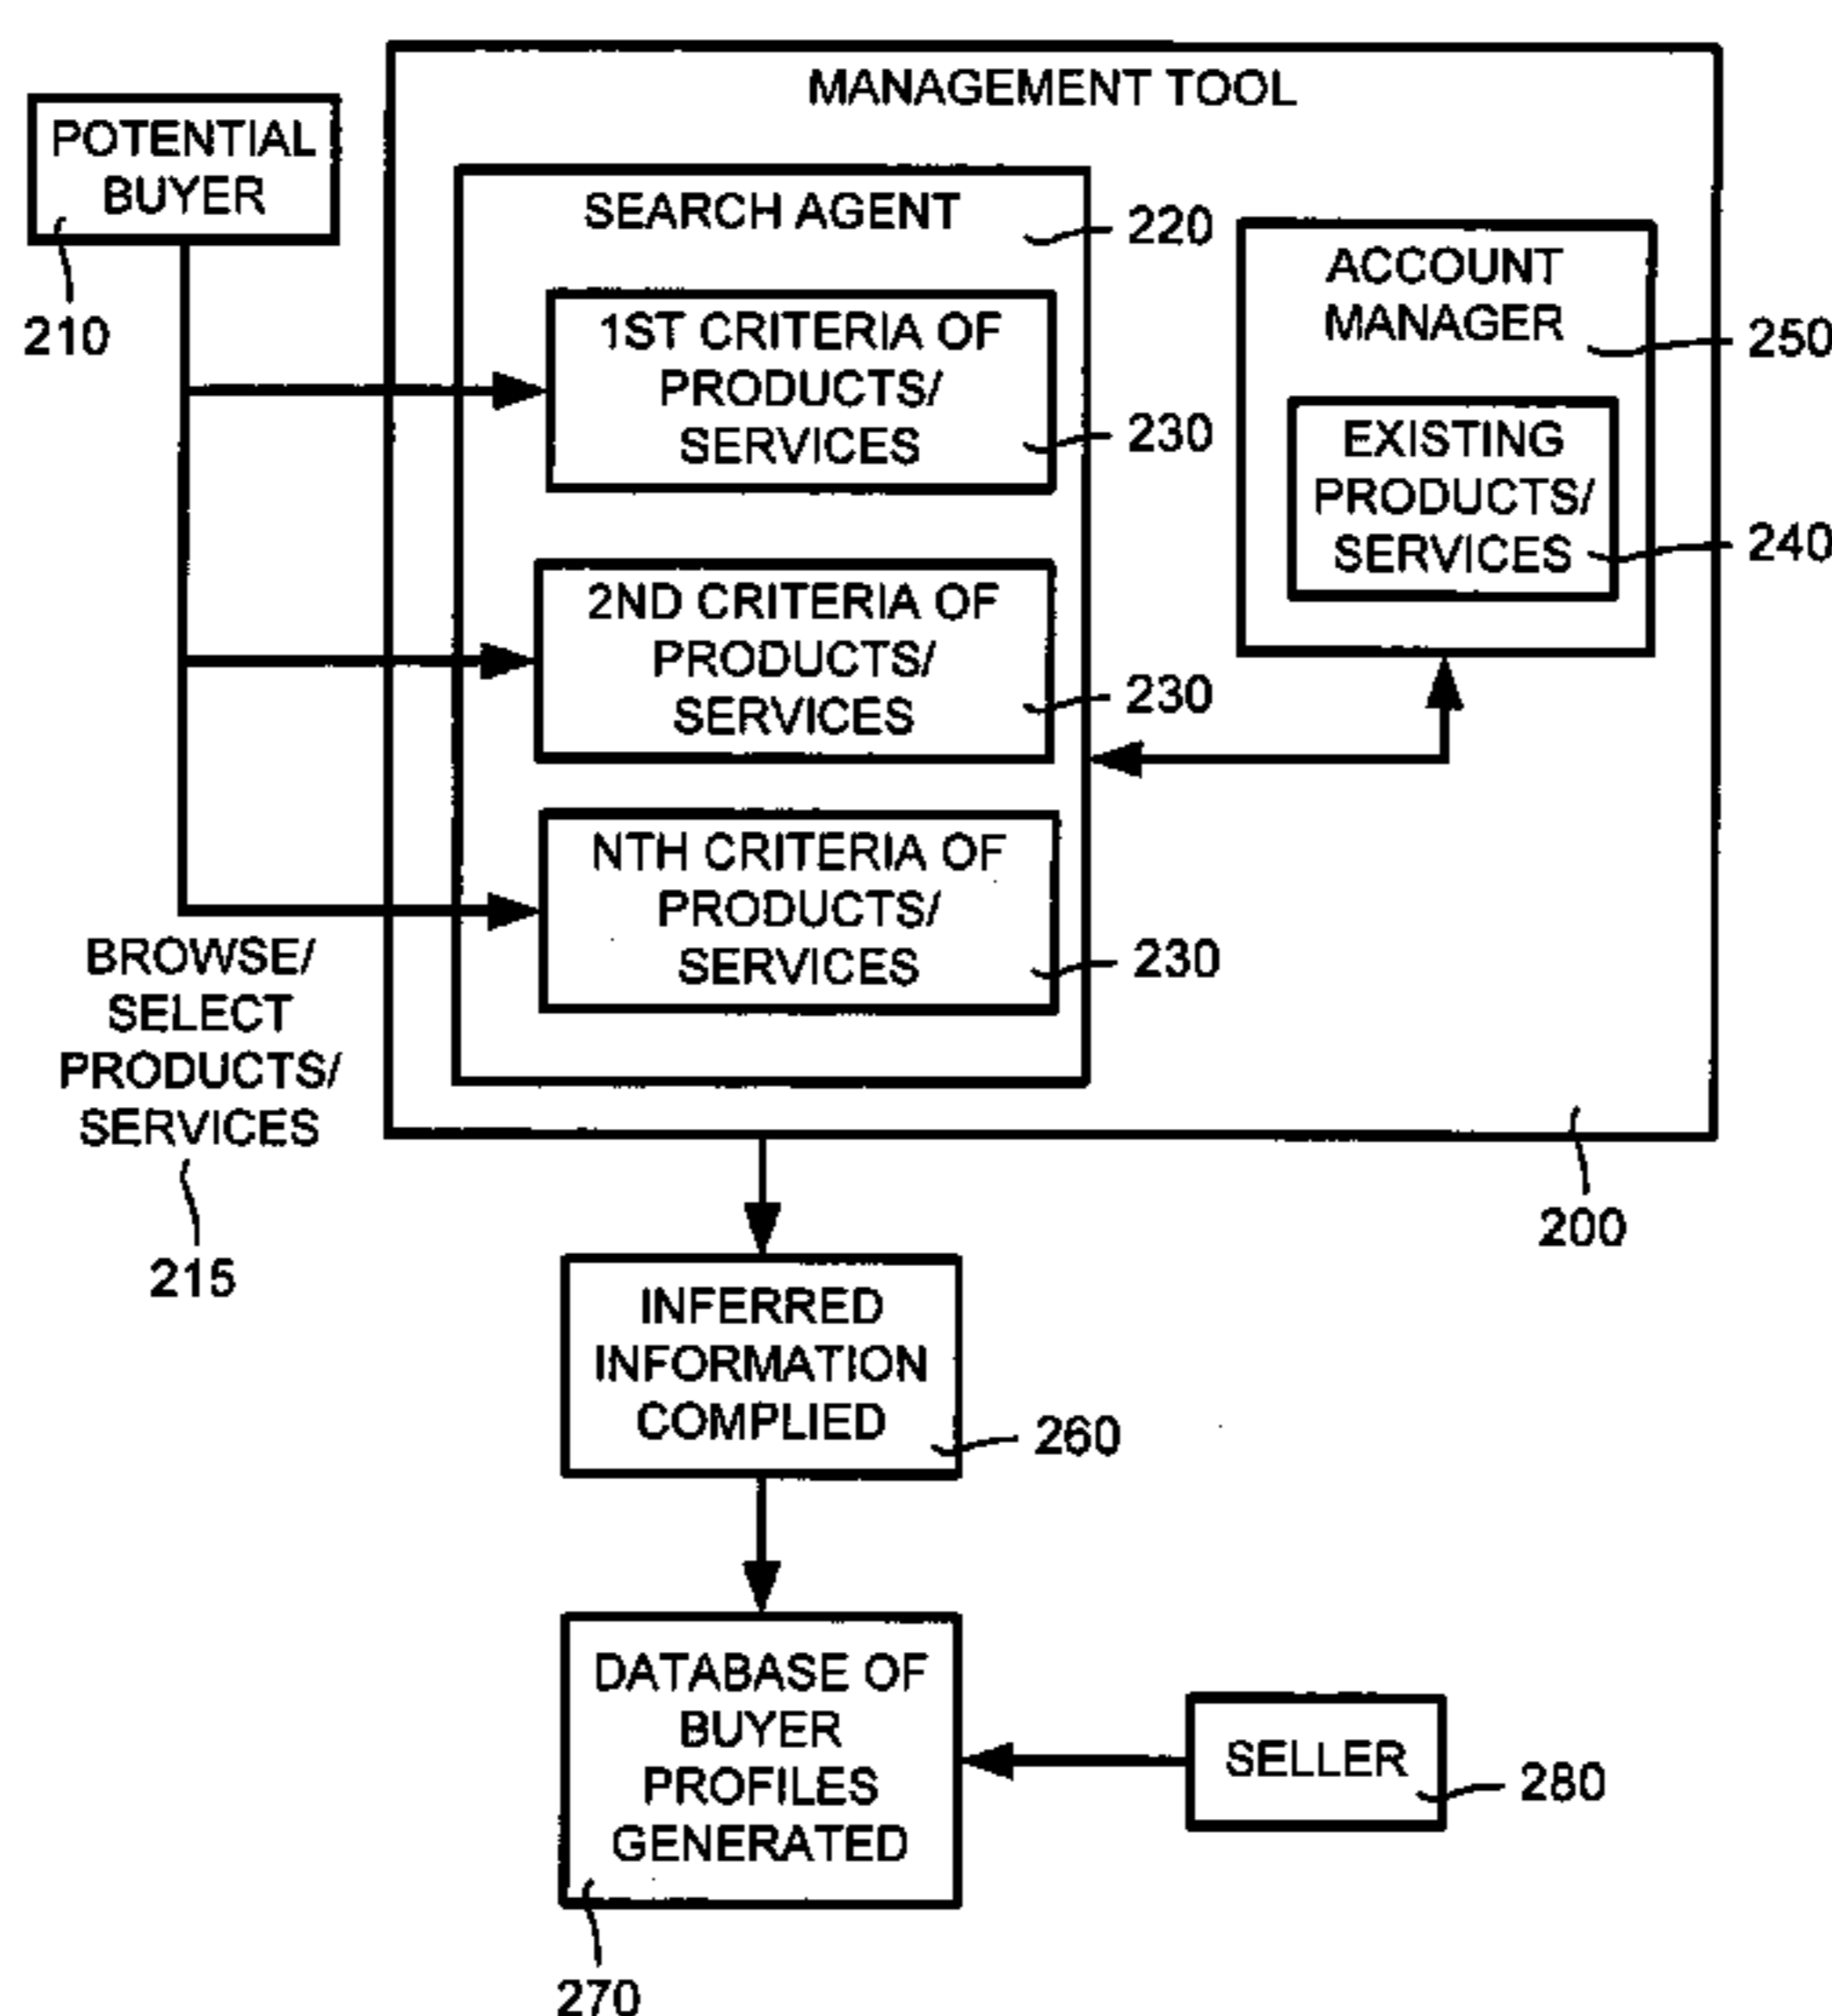 MANAGEMENT TOOL
POTENTIAL
BUYER
210
SEARCH AGENT
220
1ST CRITERIA OF
PRODUCTS/
SERVICES
230
2ND CRITERIA OF
PRODUCTS/
SERVICES
230
NTH CRITERIA OF
PRODUCTS/
SERVICES
230
ACCOUNT
MANAGER
250
EXISTING
PRODUCTS/
SERVICES
240
BROWSE/
SELECT
PRODUCTS/
SERVICES
215
200
INFERRED
INFORMATION
COMPLIED
260
DATABASE OF
BUYER
PROFILES
GENERATED
270
SELLER
280